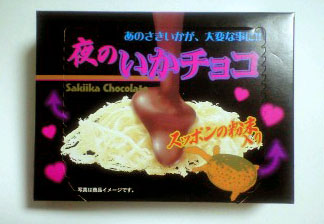 あのさきいかが、大変な事に!!
夜の
いかチョコ
Sakiika Chocolate
スッポンの粉末
入り
写真は商品イメージです。